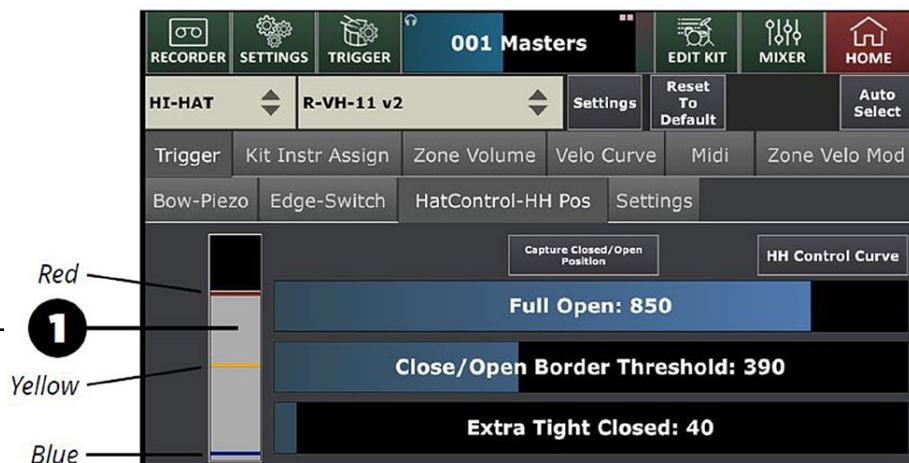 RECORDER SETTINGS TRIGGER 001 Masters EDIT KIT MIXER HOME
HI-HAT R-VH-11 v2 Settings Reset To Default Auto Select
Trigger Kit Instr Assign Zone Volume Velo Curve Midi Zone Velo Mod
Bow-Piezo Edge-Switch HatControl-HH Pos Settings
Capture Closed/Open Position HH Control Curve
Red
Full Open: 850
1
Close/Open Border Threshold: 390
Yellow
Extra Tight Closed: 40
Blue